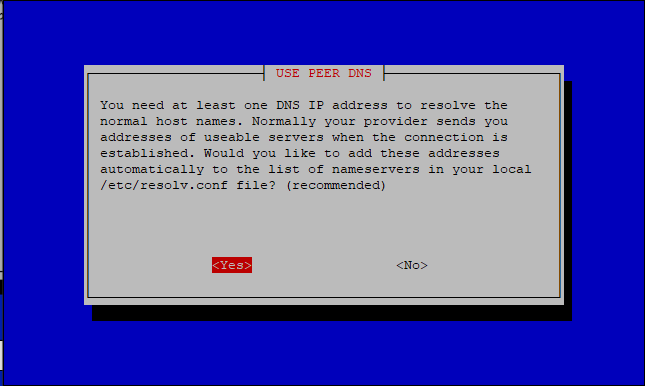 USE PEER DNS
You need at least one DNS IP address to resolve the
normal host names. Normally your provider sends you
addresses of useable servers when the connection is
established. Would you like to add these addresses
automatically to the list of nameservers in your local
/etc/resolv.conf file? (recommended)
<Yes> <No>